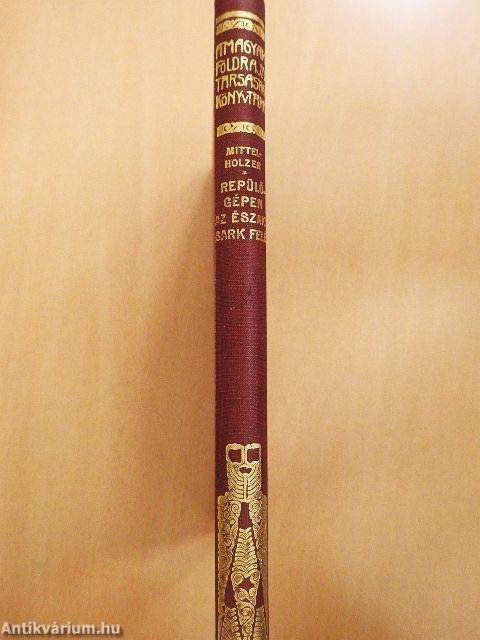 A MAGYAR
FÖLDRAJZI
TÁRSASÁG
KÖNYVTÁRA
MITTEL-
HOLZER
*
REPÜLŐ-
GÉPEN
AZ ÉSZAKI
SARK FELÉ
Antikvárium.hu